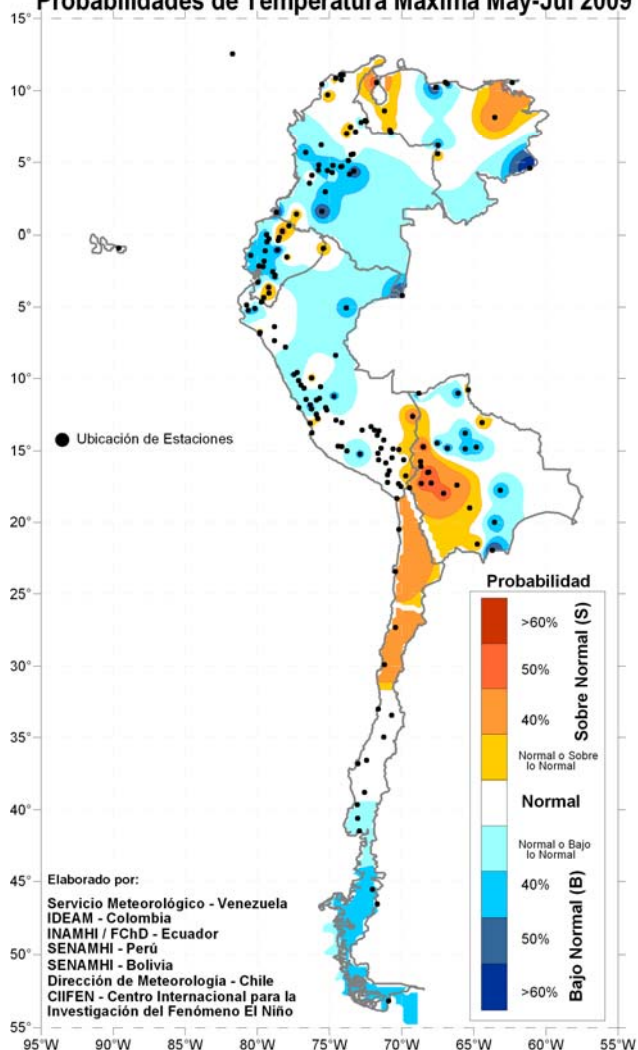 Probabilidades de Temperatura Máxima May-Jul 2009
15°
10°
5°
0°
5°
10°
15°
20°
25°
30°
35°
40°
45°
50°
55°
Ubicación de Estaciones
Probabilidad
>60%
50%
40%
Normal o Sobre
lo Normal
Normal
Normal o Bajo
lo Normal
40%
50%
>60%
Sobre Normal (S)
Bajo Normal (B)
Elaborado por:
Servicio Meteorológico - Venezuela
IDEAM - Colombia
INAMHI / FChD - Ecuador
SENAMHI - Perú
SENAMHI - Bolivia
Dirección de Meteorologia - Chile
CIIFEN - Centro Internacional para la
Investigación del Fenómeno El Niño
95°W 90°W 85°W 80°W 75°W 70°W 65°W 60°W 55°W